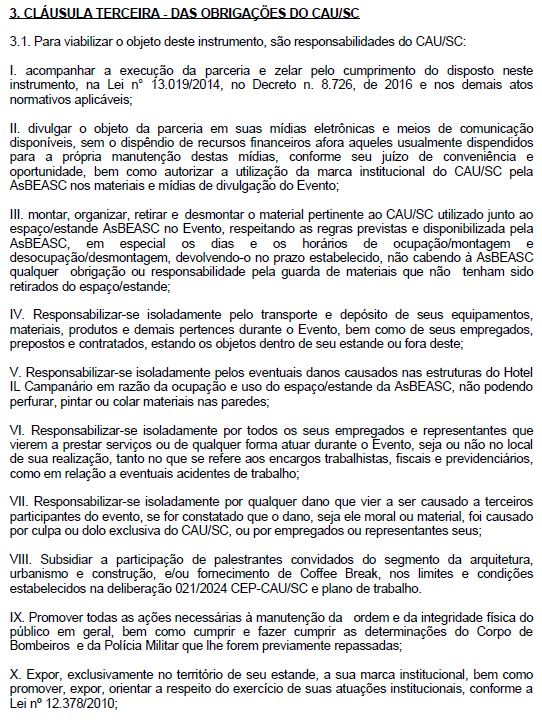 3. CLÁUSULA TERCEIRA - DAS OBRIGAÇÕES DO CAU/SC
3.1. Para viabilizar o objeto deste instrumento, são responsabilidades do CAU/SC:
I. acompanhar a execução da parceria e zelar pelo cumprimento do disposto neste
instrumento, na Lei n° 13.019/2014, no Decreto n. 8.726, de 2016 e nos demais atos
normativos aplicáveis;
II. divulgar o objeto da parceria em suas mídias eletrônicas e meios de comunicação
disponíveis, sem o dispêndio de recursos financeiros afora aqueles usualmente dispendidos
para a própria manutenção destas mídias, conforme seu juízo de conveniência e
oportunidade, bem como autorizar a utilização da marca institucional do CAU/SC pela
AsBEASC nos materiais e mídias de divulgação do Evento;
III. montar, organizar, retirar e desmontar o material pertinente ao CAU/SC utilizado junto ao
espaço/estande AsBEASC no Evento, respeitando as regras previstas e disponibilizada pela
AsBEASC, em especial os dias e os horários de ocupação/montagem e
desocupação/desmontagem, devolvendo-o no prazo estabelecido, não cabendo à AsBEASC
qualquer obrigação ou responsabilidade pela guarda de materiais que não tenham sido
retirados do espaço/estande;
IV. Responsabilizar-se isoladamente pelo transporte e depósito de seus equipamentos,
materiais, produtos e demais pertences durante o Evento, bem como de seus empregados,
prepostos e contratados, estando os objetos dentro de seu estande ou fora deste;
V. Responsabilizar-se isoladamente pelos eventuais danos causados nas estruturas do Hotel
IL Campanário em razão da ocupação e uso do espaço/estande da AsBEASC, não podendo
perfurar, pintar ou colar materiais nas paredes;
VI. Responsabilizar-se isoladamente por todos os seus empregados e representantes que
vierem a prestar serviços ou de qualquer forma atuar durante o Evento, seja ou não no local
de sua realização, tanto no que se refere aos encargos trabalhistas, fiscais e previdenciários,
como em relação a eventuais acidentes de trabalho;
VII. Responsabilizar-se isoladamente por qualquer dano que vier a ser causado a terceiros
participantes do evento, se for constatado que o dano, seja ele moral ou material, foi causado
por culpa ou dolo exclusiva do CAU/SC, ou por empregados ou representantes seus;
VIII. Subsidiar a participação de palestrantes convidados do segmento da arquitetura,
urbanismo e construção, e/ou fornecimento de Coffee Break, nos limites e condições
estabelecidos na deliberação 021/2024 CEP-CAU/SC e plano de trabalho.
IX. Promover todas as ações necessárias à manutenção da ordem e da integridade física do
público em geral, bem como cumprir e fazer cumprir as determinações do Corpo de
Bombeiros e da Polícia Militar que lhe forem previamente repassadas;
X. Expor, exclusivamente no território de seu estande, a sua marca institucional, bem como
promover, expor, orientar a respeito do exercício de suas atuações institucionais, conforme a
Lei nº 12.378/2010;